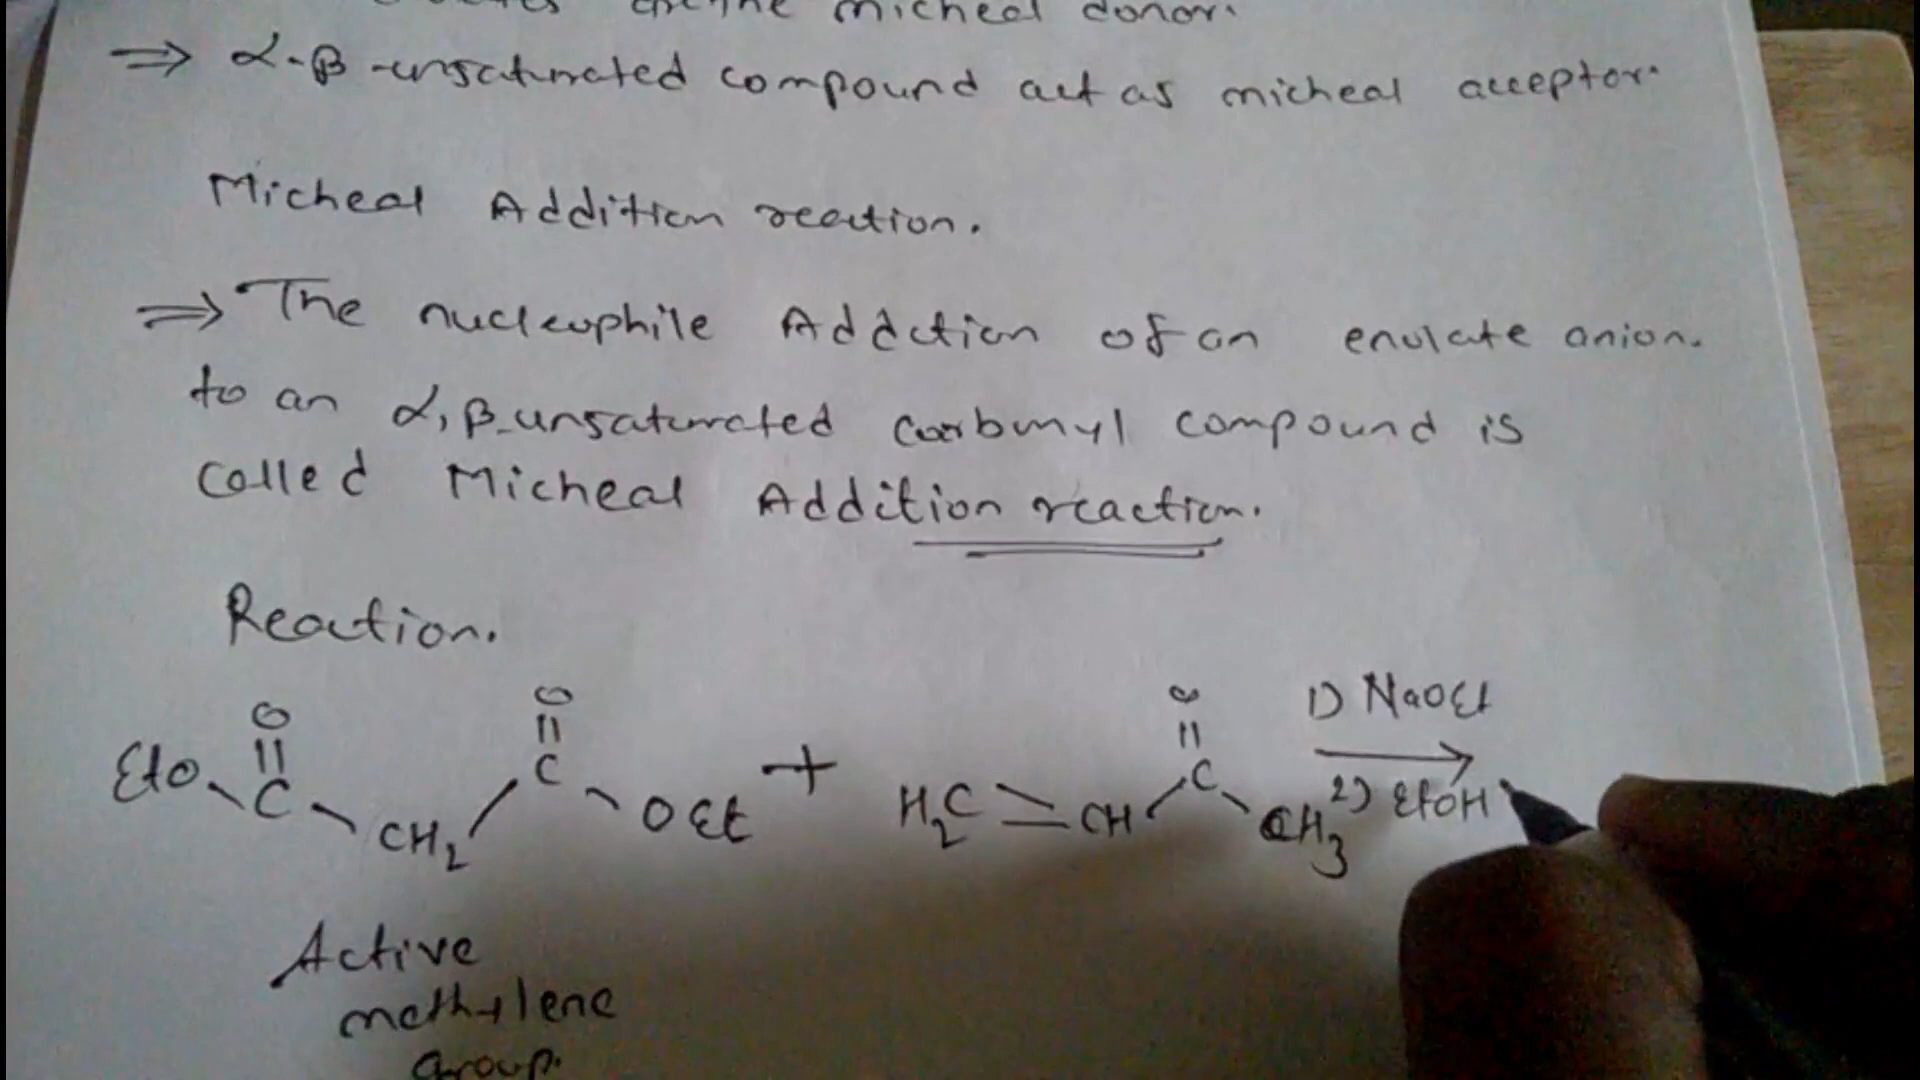 micheal donor.
⇒ α-β-unsaturated compound act as micheal acceptor.
Micheal Addition reaction.
⇒ The nucleophile Addition of an enolate anion.
to an α,β-unsaturated carbonyl compound is
called Micheal Addition reaction.
Reaction.
O O O 1) NaOEt
EtO C CH2 C OEt + H2C = CH C CH3 2) EtOH
Active
methylene
group.